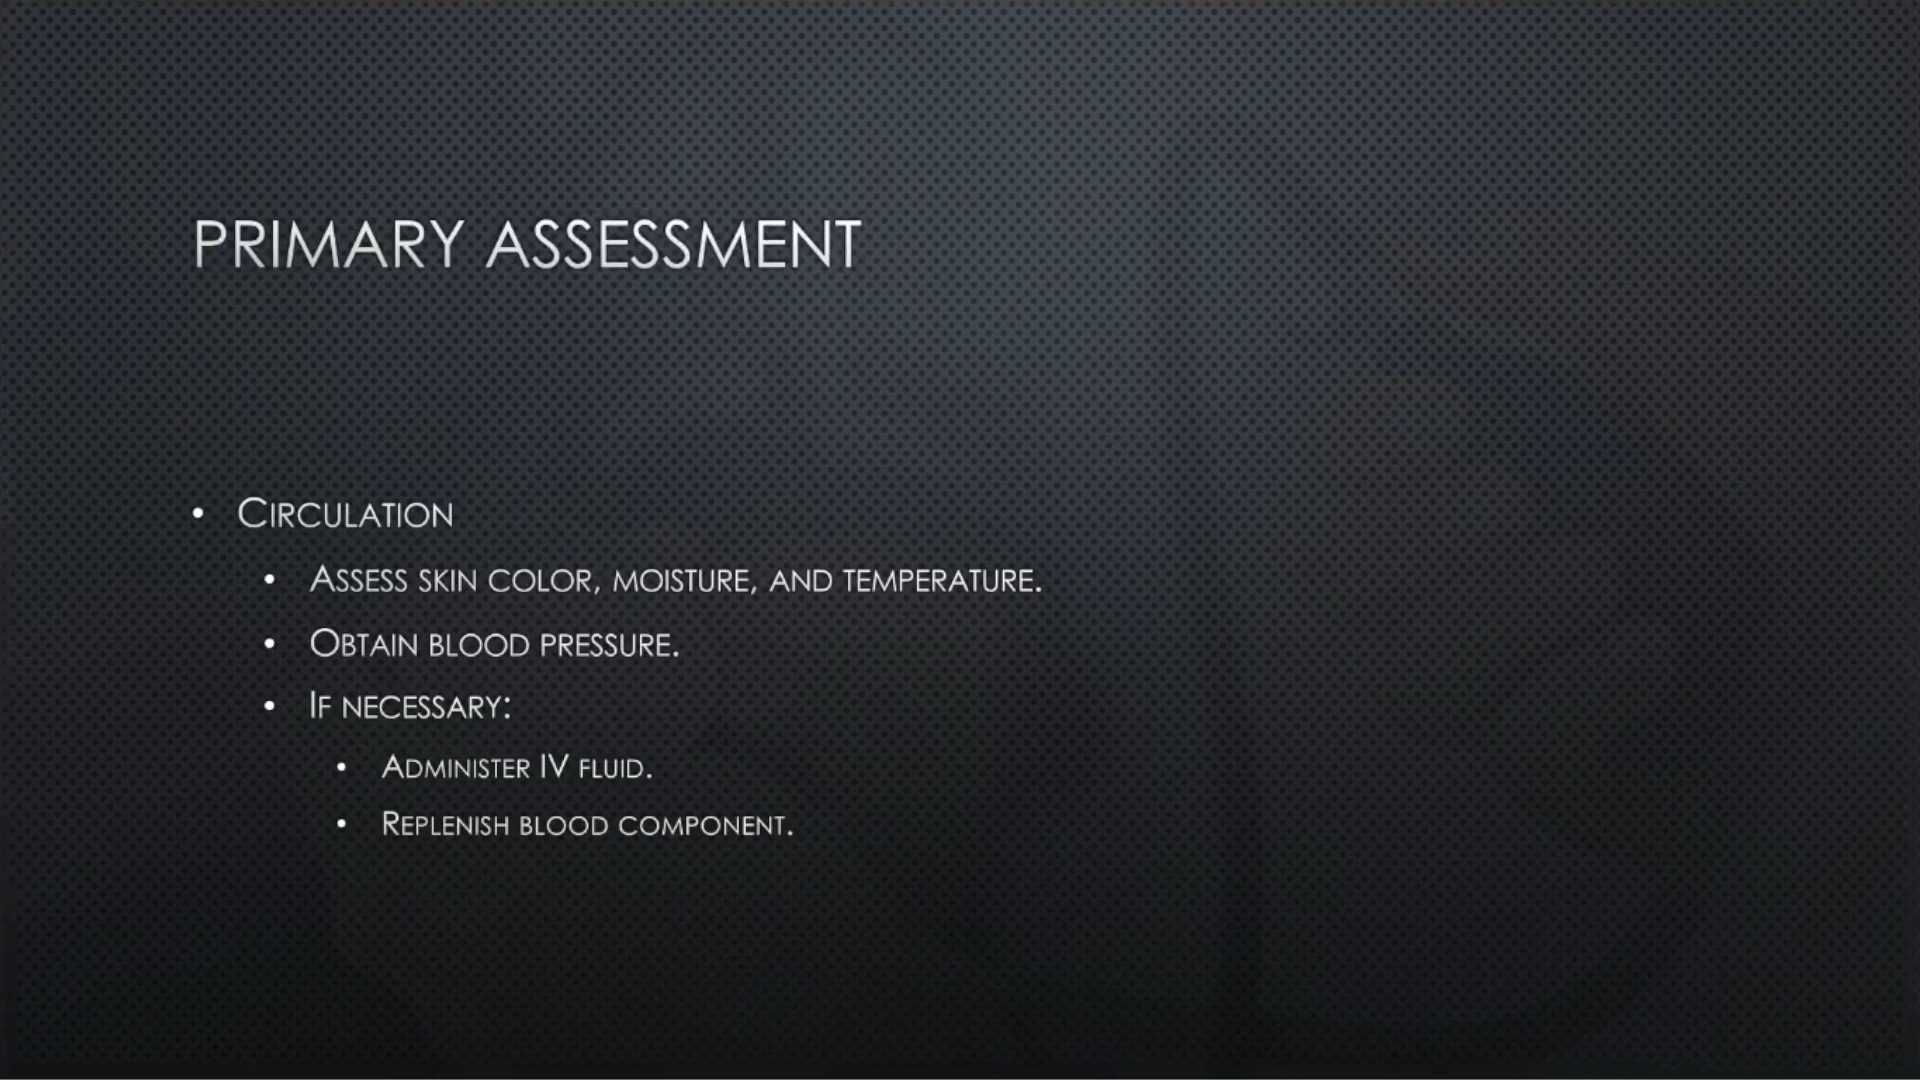 PRIMARY ASSESSMENT
• CIRCULATION
• ASSESS SKIN COLOR, MOISTURE, AND TEMPERATURE.
• OBTAIN BLOOD PRESSURE.
• IF NECESSARY:
• ADMINISTER IV FLUID.
• REPLENISH BLOOD COMPONENT.